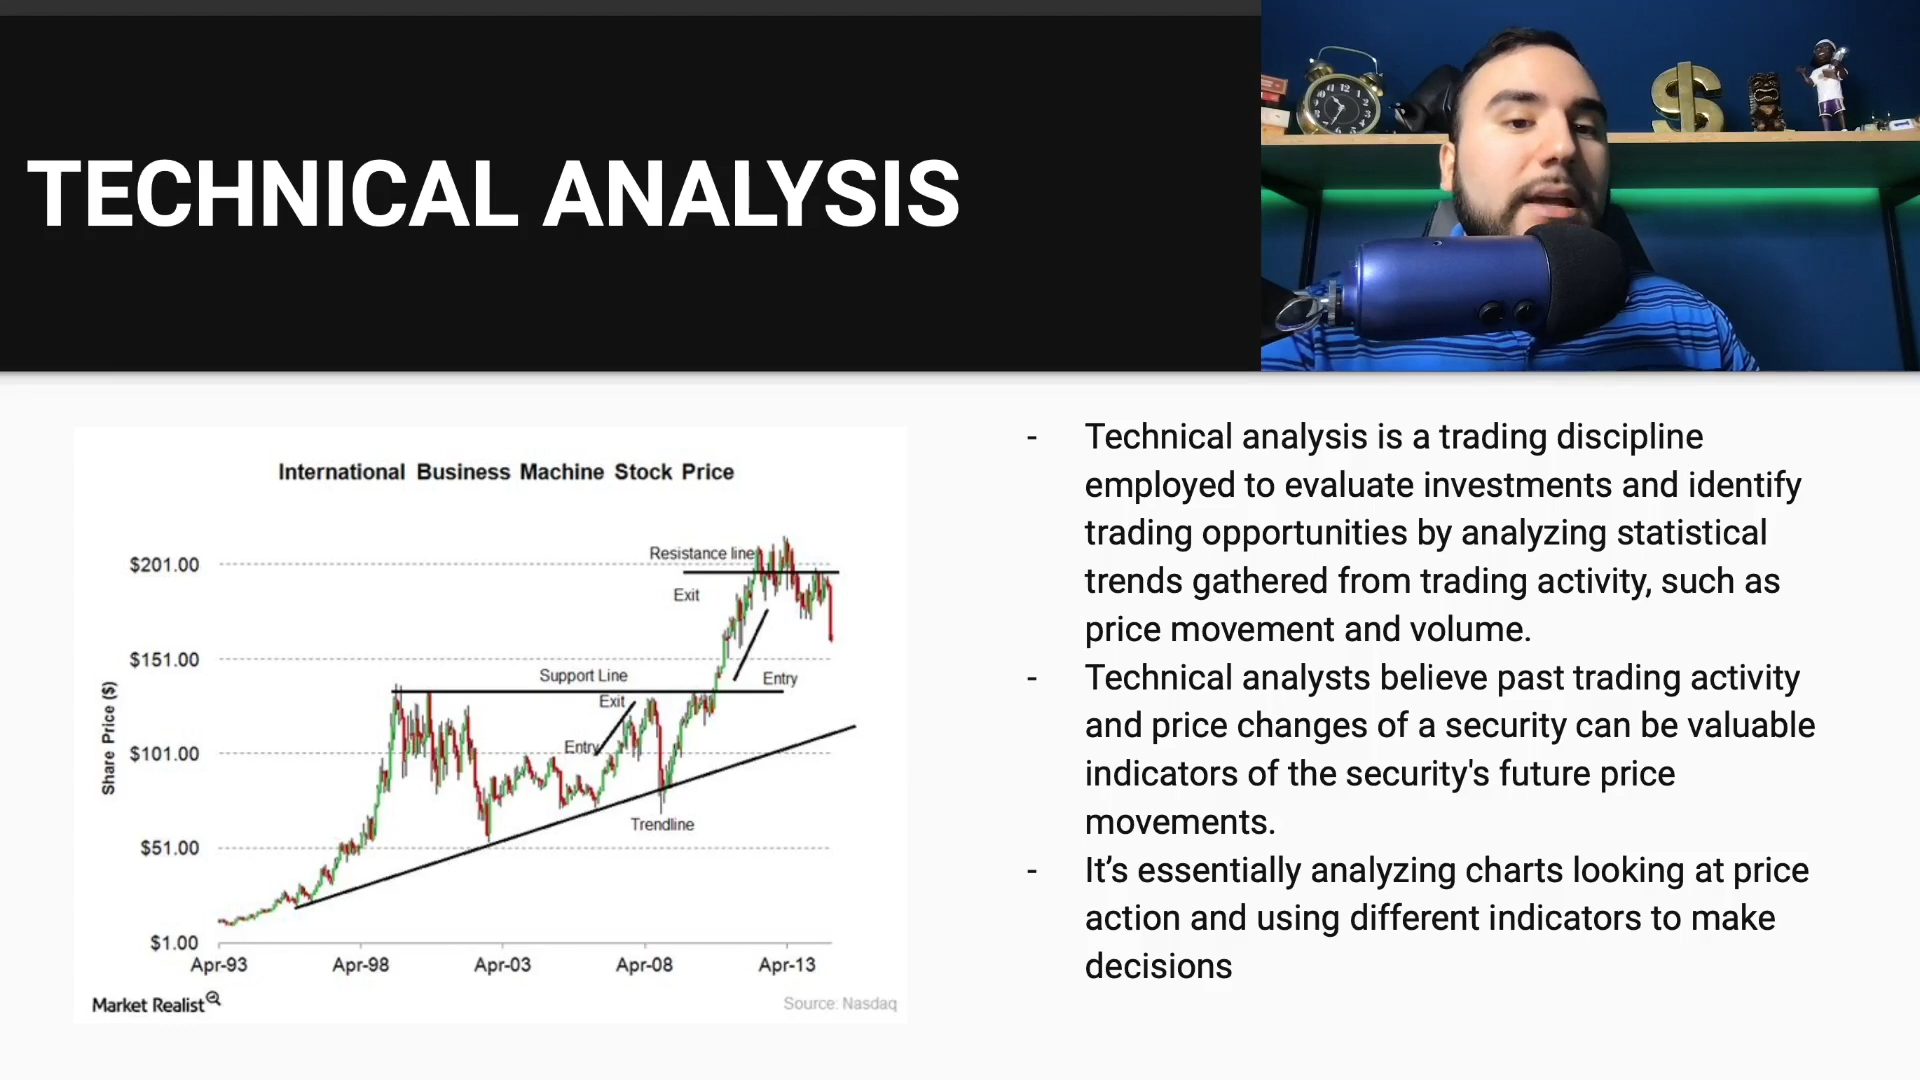 TECHNICAL ANALYSIS
International Business Machine Stock Price
Share Price ($)
$201.00
$151.00
$101.00
$51.00
$1.00
Resistance line
Exit
Support Line
Exit
Entry
Entry
Trendline
Apr-93 Apr-98 Apr-03 Apr-08 Apr-13
Market Realist
Source: Nasdaq
- Technical analysis is a trading discipline
employed to evaluate investments and identify
trading opportunities by analyzing statistical
trends gathered from trading activity, such as
price movement and volume.
- Technical analysts believe past trading activity
and price changes of a security can be valuable
indicators of the security's future price
movements.
- It’s essentially analyzing charts looking at price
action and using different indicators to make
decisions